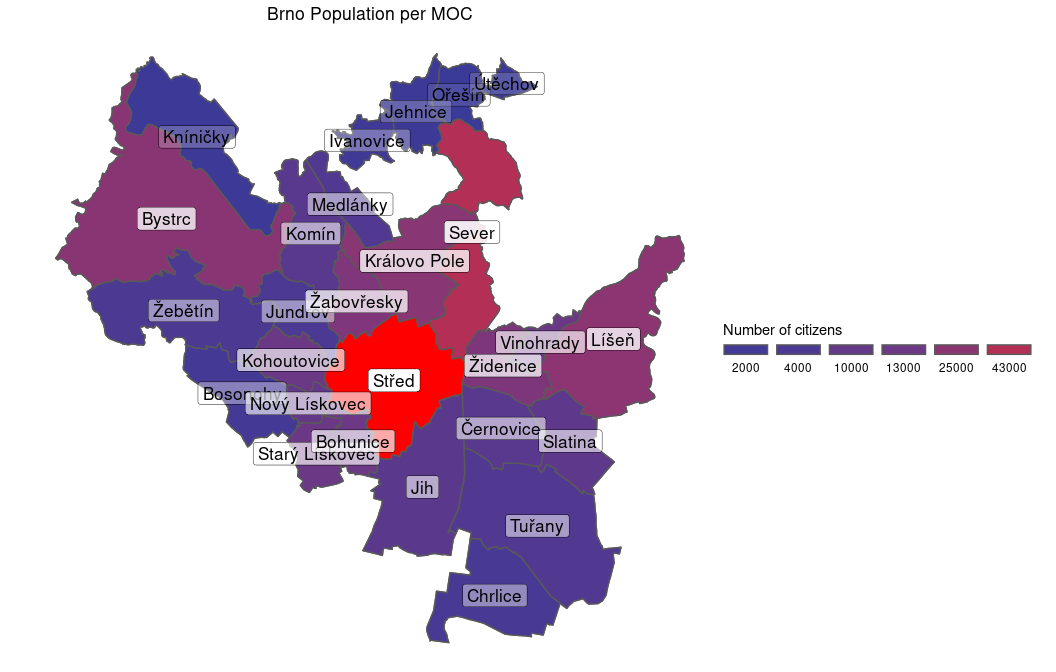 Brno Population per MOC
Útěchov
Ořešín
Jehnice
Ivanovice
Kníničky
Medlánky
Bystrc
Sever
Komín
Královo Pole
Žabovřesky
Žebětín
Jundrov
Líšeň
Vinohrady
Kohoutovice
Židenice
Střed
Bosonohy
Nový Lískovec
Černovice
Bohunice
Slatina
Starý Lískovec
Jih
Tuřany
Chrlice
Number of citizens
2000 4000 10000 13000 25000 43000